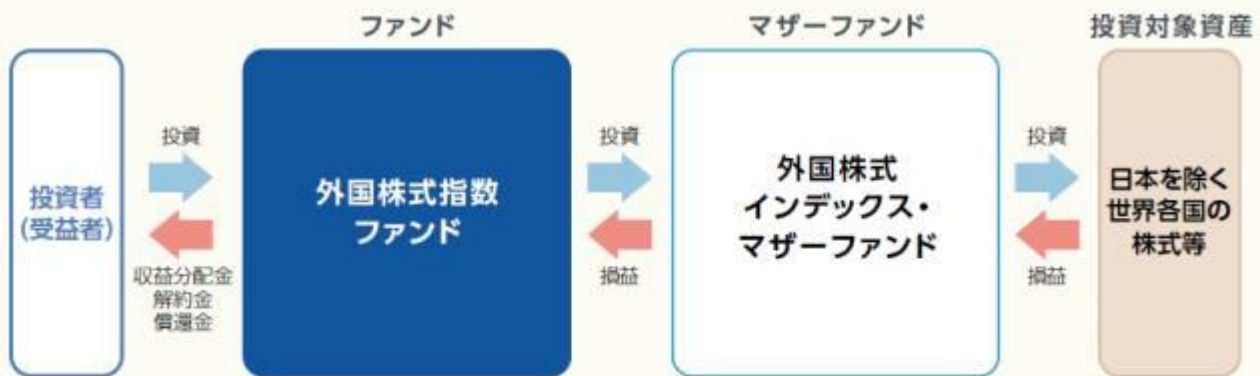 ファンド
マザーファンド
投資対象資産
投資者
(受益者)
投資
収益分配金
解約金
償還金
外国株式指数
ファンド
投資
損益
外国株式
インデックス・
マザーファンド
投資
損益
日本を除く
世界各国の
株式等